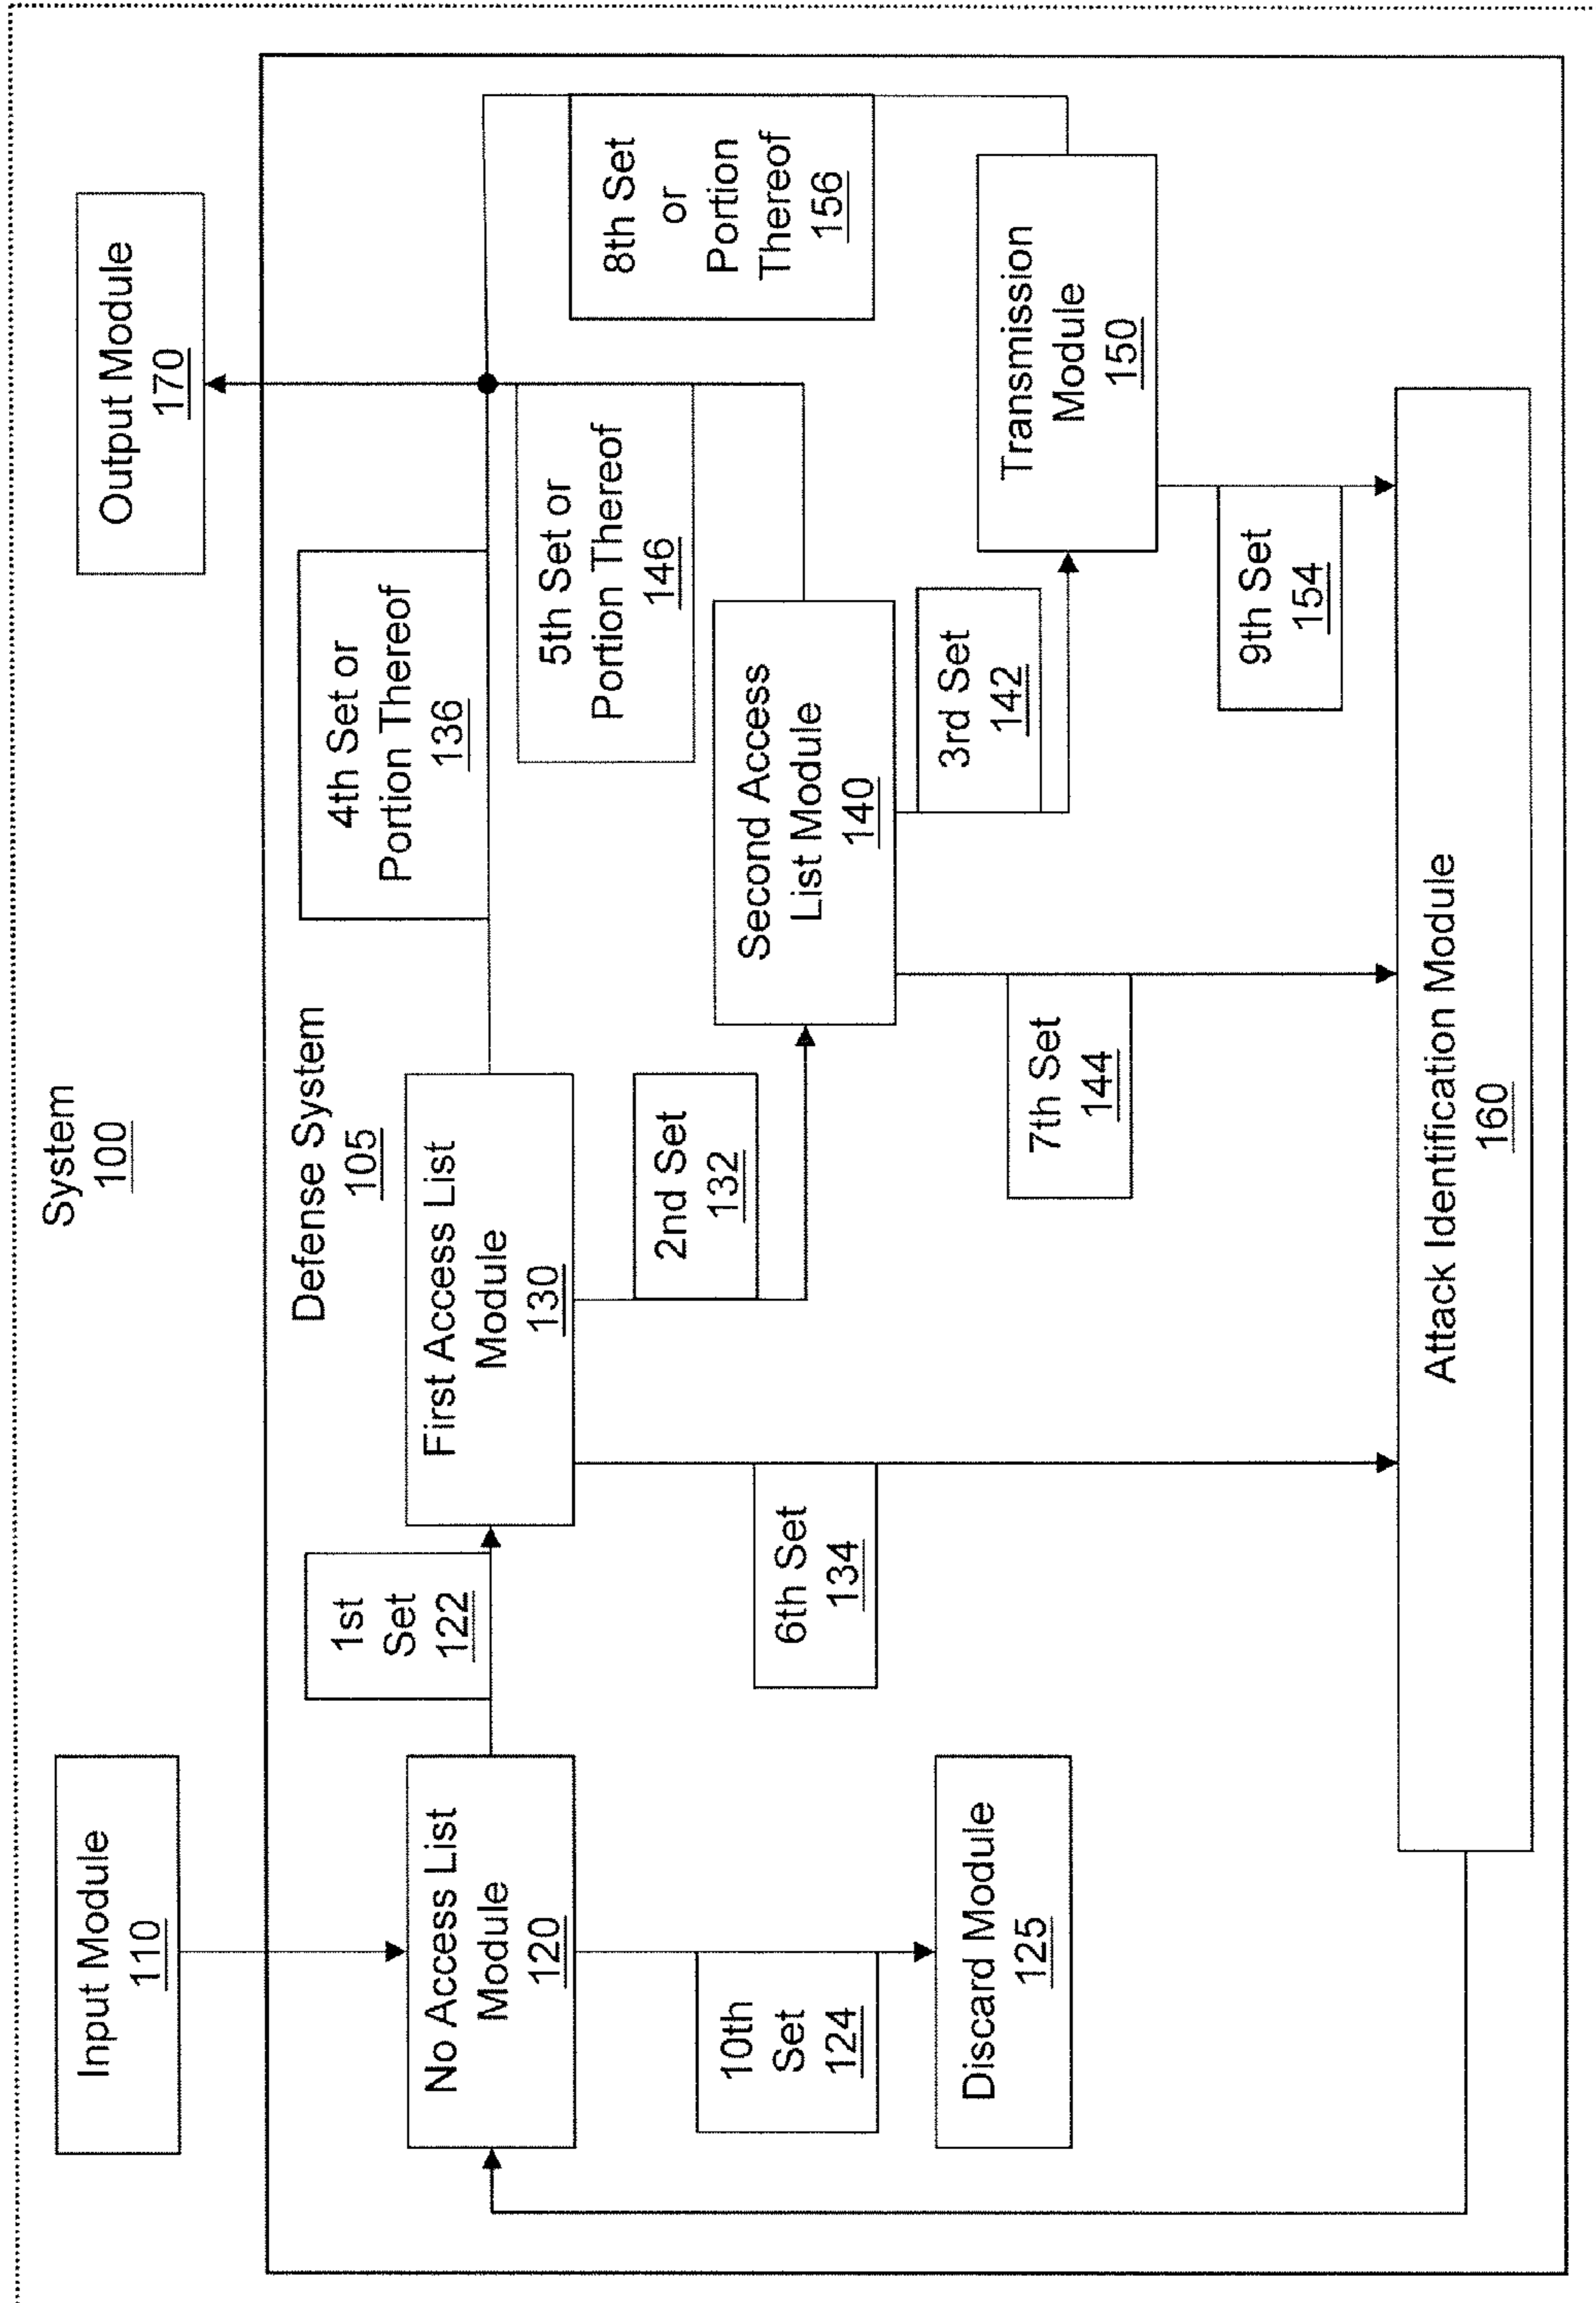 System
100
Input Module
110
Output Module
170
Defense System
105
No Access List
Module
120
1st
Set
122
First Access List
Module
130
4th Set or
Portion Thereof
136
5th Set or
Portion Thereof
146
8th Set
or
Portion
Thereof
156
10th
Set
124
Discard Module
125
6th Set
134
2nd Set
132
Second Access
List Module
140
7th Set
144
3rd Set
142
Transmission
Module
150
9th Set
154
Attack Identification Module
160